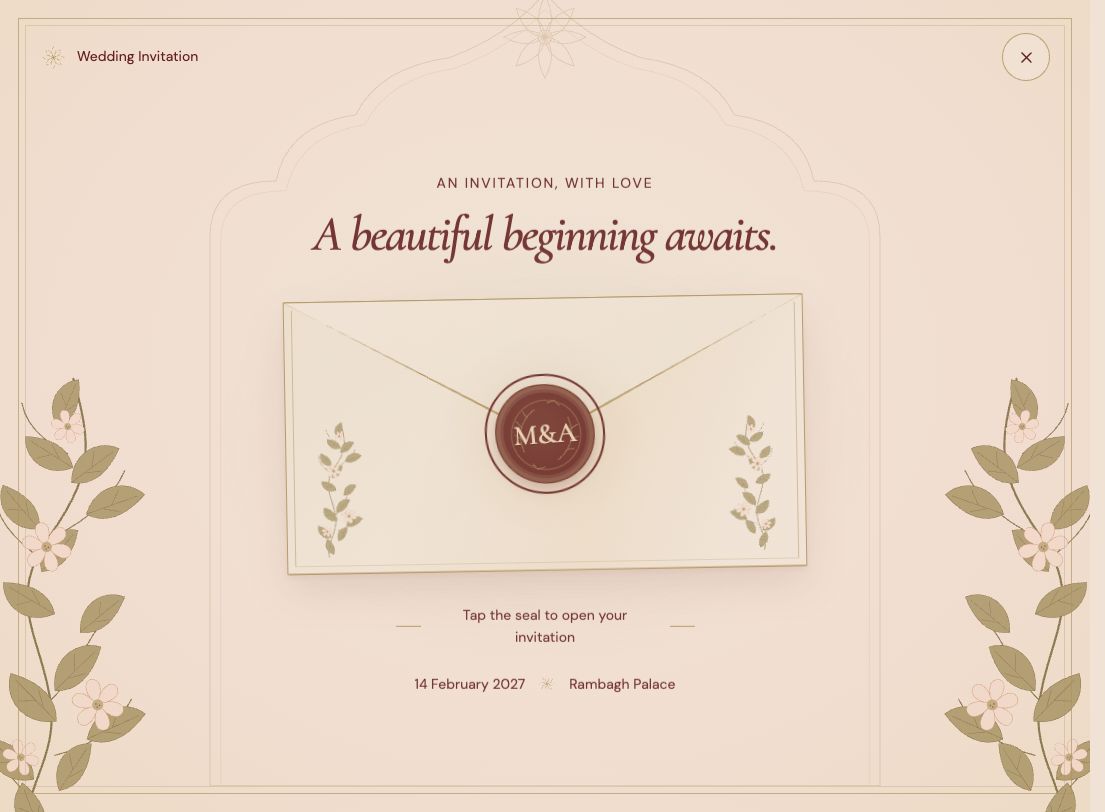 Wedding Invitation
AN INVITATION, WITH LOVE
A beautiful beginning awaits.
M&A
Tap the seal to open your
invitation
14 February 2027
Rambagh Palace